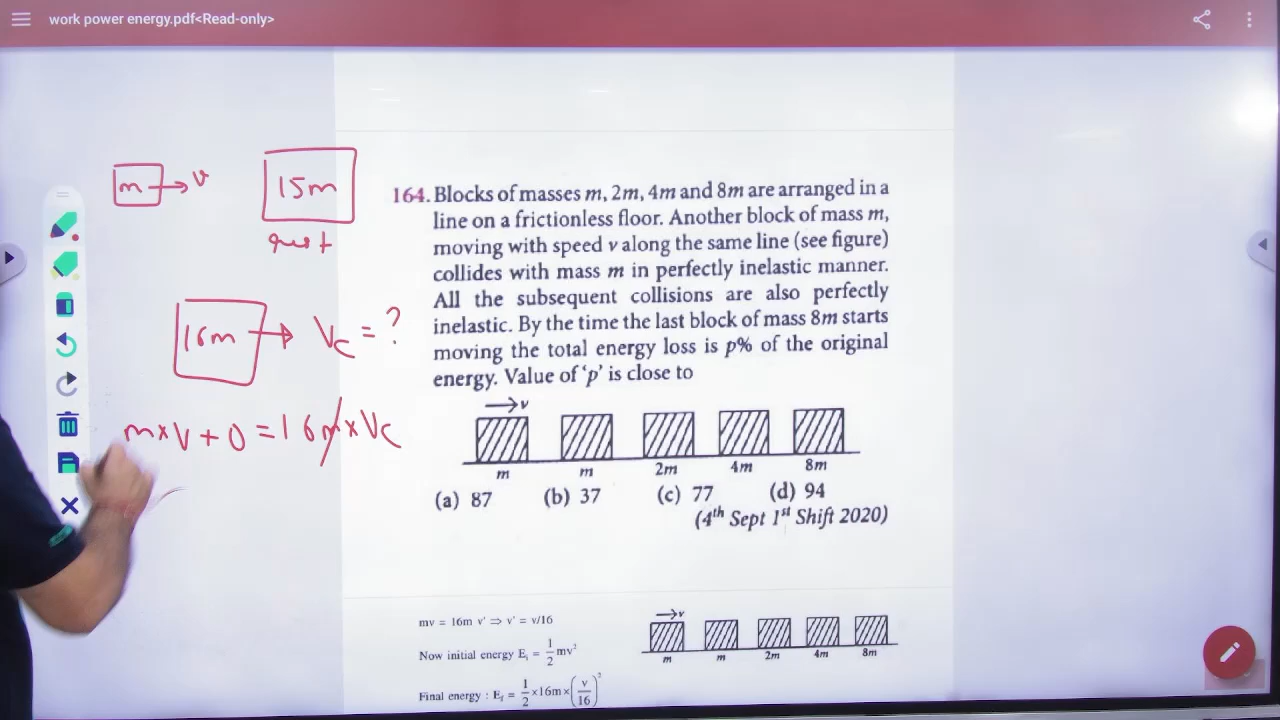 work power energy.pdf<Read-only>
m → v
15m
rest
16m → Vc = ?
m×v+0 = 16m×Vc
164. Blocks of masses m, 2m, 4m and 8m are arranged in a
line on a frictionless floor. Another block of mass m,
moving with speed v along the same line (see figure)
collides with mass m in perfectly inelastic manner.
All the subsequent collisions are also perfectly
inelastic. By the time the last block of mass 8m starts
moving the total energy loss is p% of the original
energy. Value of 'p' is close to
→v
m m 2m 4m 8m
(a) 87 (b) 37 (c) 77 (d) 94
(4th Sept 1st Shift 2020)
mv = 16m v' ⇒ v' = v/16
Now initial energy Ei = 1/2 mv²
Final energy : Ef = 1/2 ×16m×(v/16)²
→v
m m 2m 4m 8m